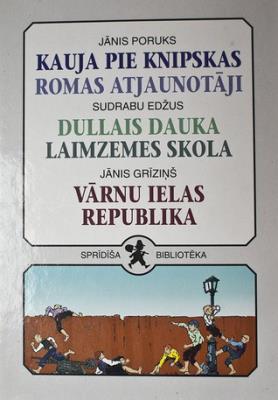 JĀNIS PORUKS
KAUJA PIE KNIPSKAS
ROMAS ATJAUNOTĀJI
SUDRABU EDŽUS
DULLAIS DAUKA
LAIMZEMES SKOLA
JĀNIS GRĪZIŅŠ
VĀRNU IELAS
REPUBLIKA
SPRĪDĪŠA BIBLIOTĒKA